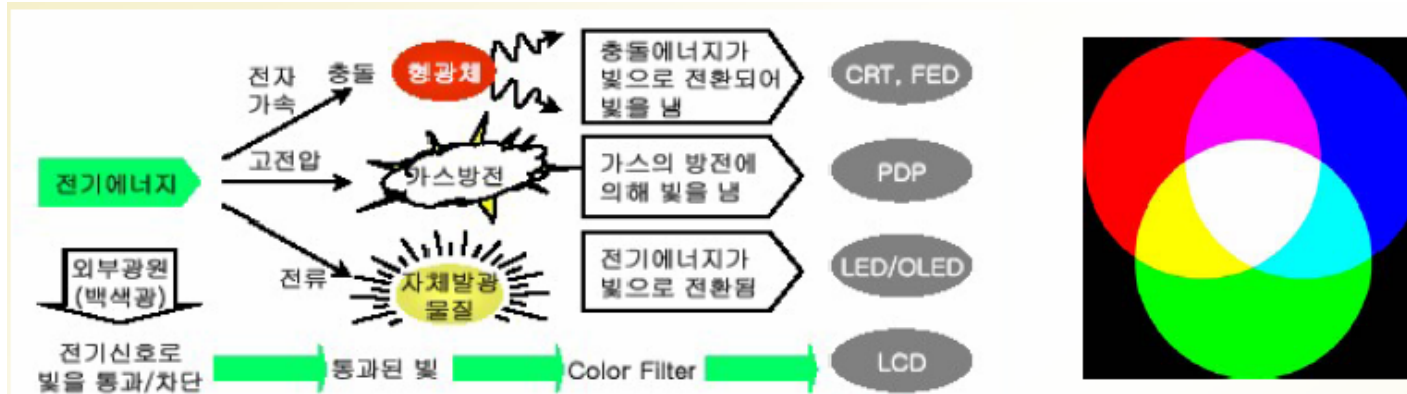 전자
가속
충돌
형광체
충돌에너지가
빛으로 전환되어
빛을 냄
CRT, FED
전기에너지
고전압
가스방전
가스의 방전에
의해 빛을 냄
PDP
전류
자체발광
물질
전기에너지가
빛으로 전환됨
LED/OLED
외부광원
(백색광)
전기신호로
빛을 통과/차단
통과된 빛
Color Filter
LCD